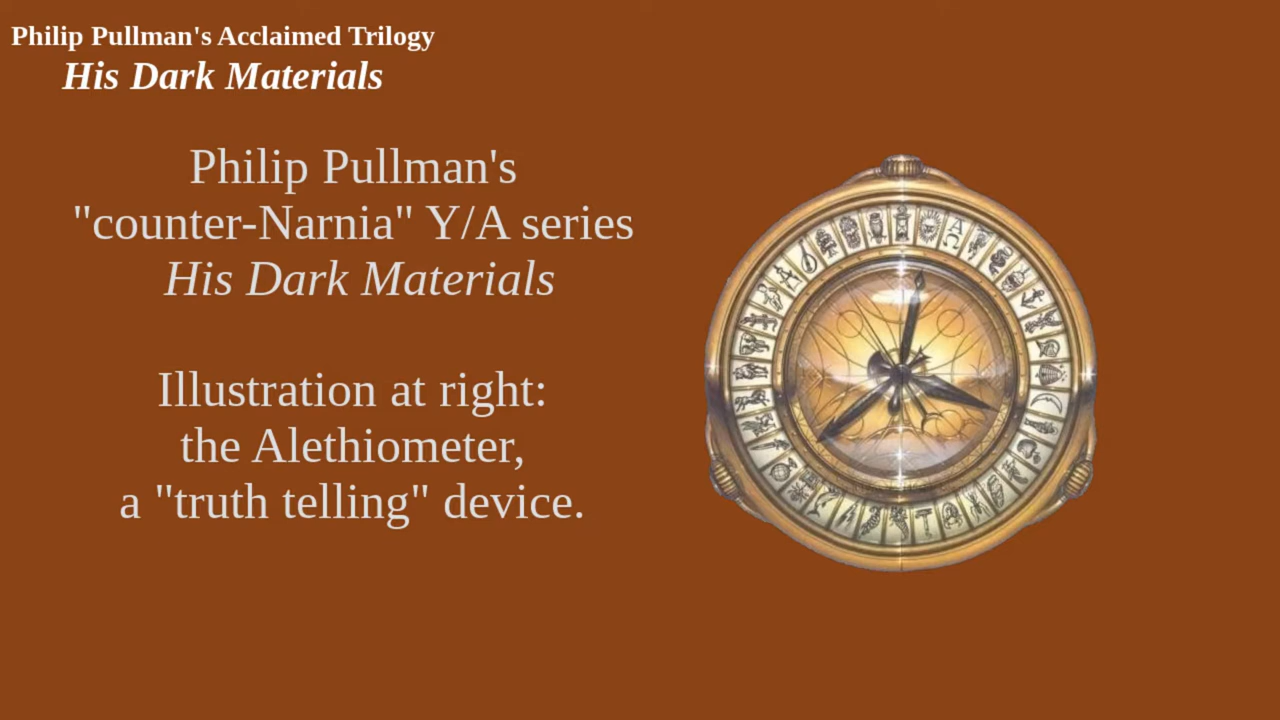 Philip Pullman's Acclaimed Trilogy
His Dark Materials
Philip Pullman's
"counter-Narnia" Y/A series
His Dark Materials
Illustration at right:
the Alethiometer,
a "truth telling" device.